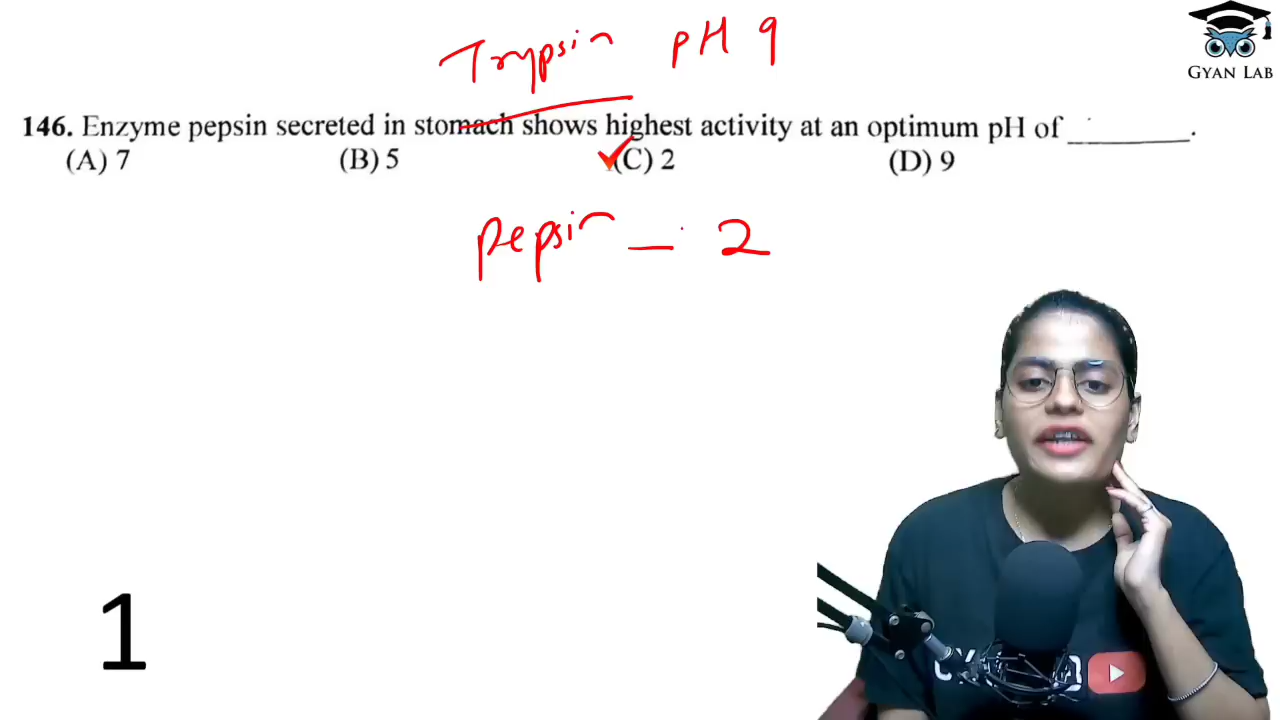 GYAN LAB
Trypsin pH 9
146. Enzyme pepsin secreted in stomach shows highest activity at an optimum pH of ________.
(A) 7 (B) 5 (C) 2 (D) 9
Pepsin — 2
1